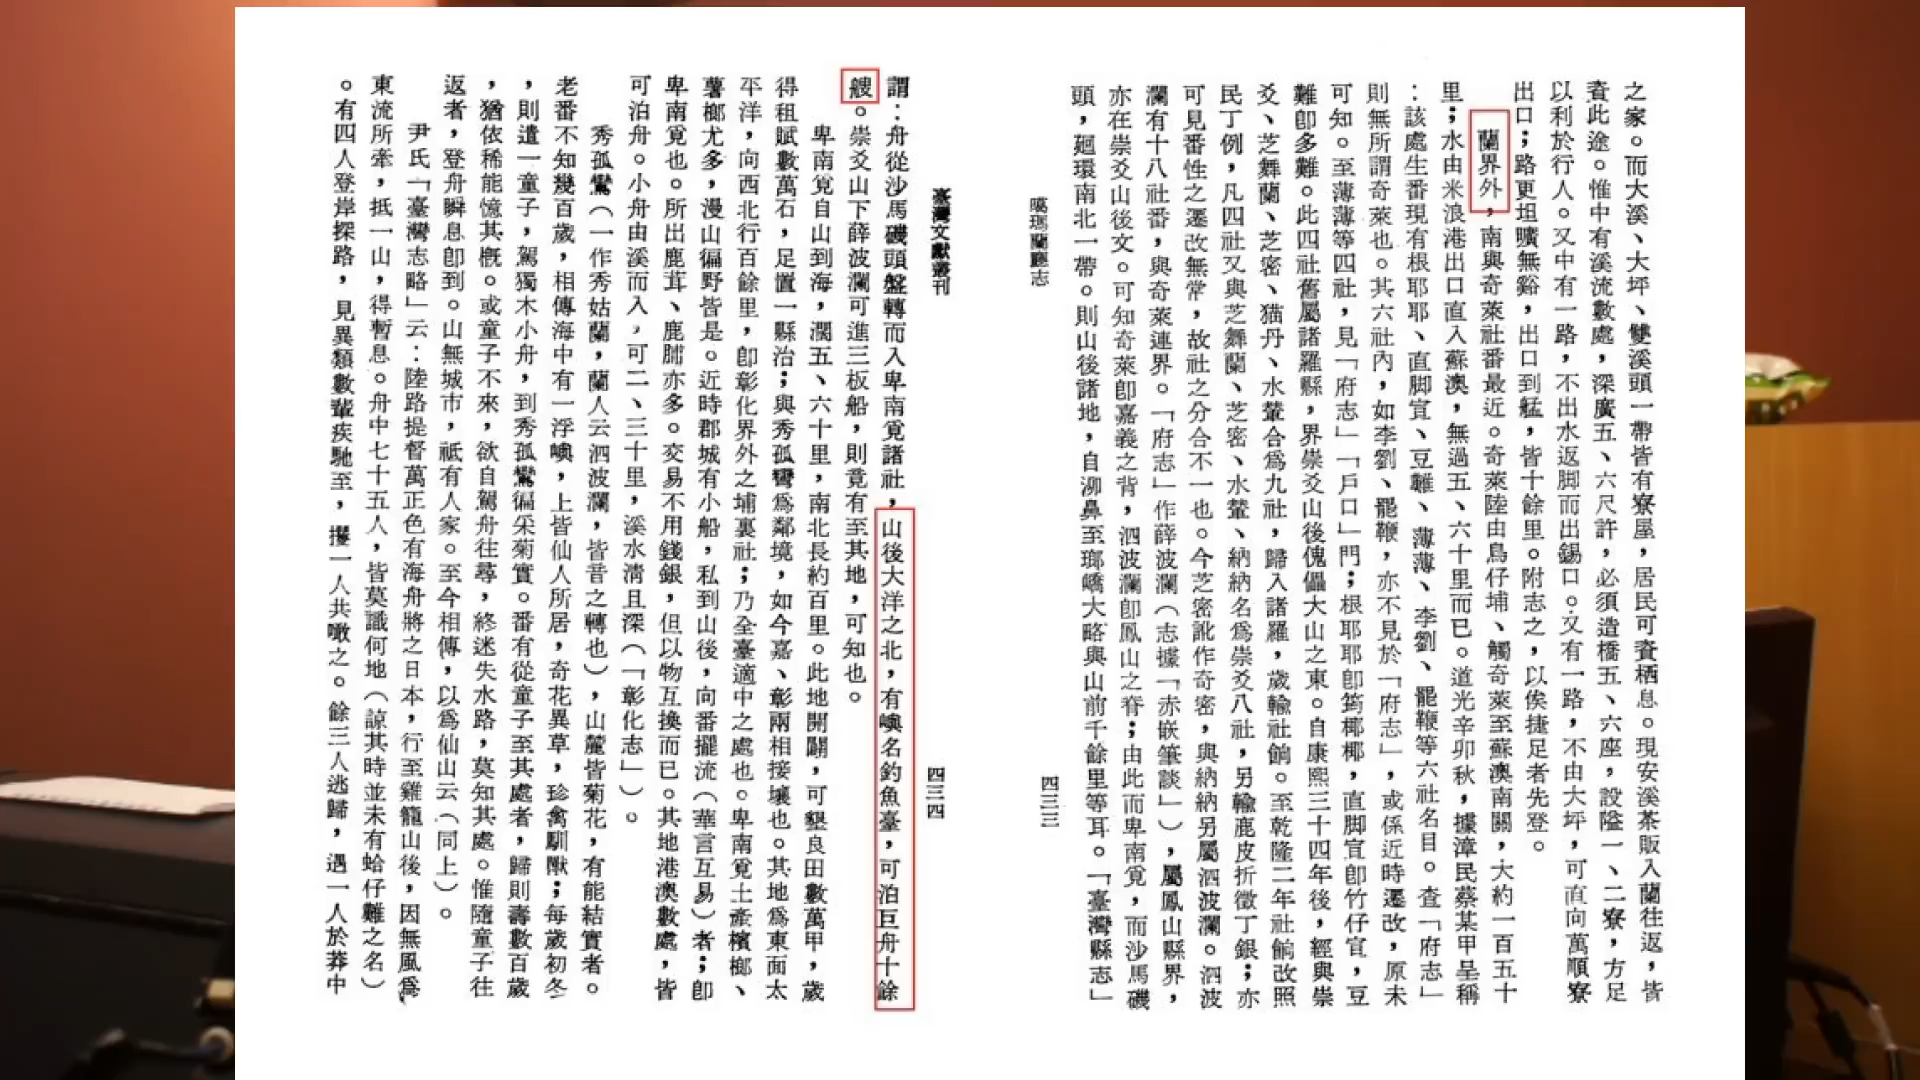 之家。而大溪、大坪、雙溪頭一帶皆有寮屋,居民可資栖息。現安溪茶販入蘭往返,皆
資此途。惟中有溪流數處,深廣五、六尺許,必須造橋五、六座,設隘一、二寮,方足
以利於行人。又中有一路,不出水返脚而出錫口。又有一路,不由大坪,可直向萬順寮
出口;路更坦曠無谿,出口到艋,皆十餘里。附志之,以俟捷足者先登。
蘭界外,南與奇萊社番最近。奇萊陸由鳥仔埔、觸奇萊至蘇澳南關,大約一百五十
里;水由米浪港出口直入蘇澳,無過五、六十里而已。道光辛卯秋,據漳民蔡某甲呈稱
:該處生番現有根耶耶、直脚宣、豆難、薄薄、李劉、罷鞭等六社名目。查「府志」
則無所謂奇萊也。其六社內,如李劉、罷鞭,亦不見於「府志」,或係近時遷改,原未
可知。至薄薄等四社,見「府志」「戶口」門;根耶耶卽筠椰椰,直脚宣卽竹仔宣,豆
難卽多難。此四社舊屬諸羅縣,界崇爻山後傀儡大山之東。自康熙三十四年後,經與崇
爻、芝舞蘭、芝密、猫丹、水輦合爲九社,歸入諸羅,歲輸社餉。至乾隆二年社餉改照
民丁例,凡四社又與芝舞蘭、芝密、水輦、納納名爲崇爻八社,另輸鹿皮折徵丁銀;亦
可見番性之遷改無常,故社之分合不一也。今芝密訛作奇密,與納納另屬泗波瀾。泗波
瀾有十八社番,與奇萊連界。「府志」作薛波瀾(志據「赤嵌筆談」),屬鳳山縣界,
亦在崇爻山後文。可知奇萊卽嘉義之背,泗波瀾卽鳳山之脊;由此而卑南覓,而沙馬磯
頭,廻環南北一帶。則山後諸地,自泖鼻至瑯嶠大略與山前千餘里等耳。「臺灣縣志」
噶瑪蘭廳志
四三三
臺灣文獻叢刊
四三四
謂:舟從沙馬磯頭盤轉而入卑南覓諸社,山後大洋之北,有嶼名釣魚臺,可泊巨舟十餘
艘。崇爻山下薛波瀾可進三板船,則竟有至其地,可知也。
卑南覓自山到海,濶五、六十里,南北長約百里。此地開闢,可墾良田數萬甲,歲
得租賦數萬石,足置一縣治;與秀孤鸞爲鄰境,如今嘉、彰兩相接壤也。其地爲東面太
平洋,向西北行百餘里,卽彰化界外之埔裏社;乃全臺適中之處也。卑南覓土產檳榔、
薯榔尤多,漫山徧野皆是。近時郡城有小船,私到山後,向番擺流(華言互易)者;卽
卑南覓也。所出鹿茸、鹿脯亦多。交易不用錢銀,但以物互換而已。其地港澳數處,皆
可泊舟。小舟由溪而入,可二、三十里,溪水淸且深(「彰化志」)。
秀孤鸞(一作秀姑蘭,蘭人云泗波瀾,皆音之轉也),山麓皆菊花,有能結實者。
老番不知幾百歲,相傳海中有一浮嶼,上皆仙人所居,奇花異草,珍禽馴獸;每歲初冬
,則遣一童子,駕獨木小舟,到秀孤鸞徧采菊實。番有從童子至其處者,歸則壽數百歲
,猶依稀能憶其槪。或童子不來,欲自駕舟往尋,終迷失水路,莫知其處。惟隨童子往
返者,登舟瞬息卽到。山無城市,祗有人家。至今相傳,以爲仙山云(同上)。
尹氏「臺灣志略」云:陸路提督萬正色有海舟將之日本,行至雞籠山後,因無風爲
東流所牽,抵一山,得暫息。舟中七十五人,皆莫識何地(諒其時並未有蛤仔難之名)
。有四人登岸探路,見異類數輩疾馳至,攫一人共噉之。餘三人逃歸,遇一人於莽中